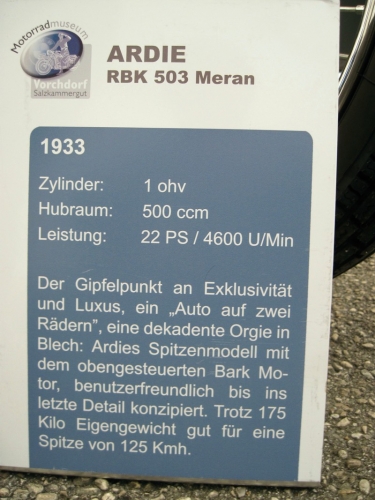 Motorradmuseum
Vorchdorf
Salzkammergut
ARDIE
RBK 503 Meran
1933
Zylinder: 1 ohv
Hubraum: 500 ccm
Leistung: 22 PS / 4600 U/Min
Der Gipfelpunkt an Exklusivität
und Luxus, ein „Auto auf zwei
Rädern”, eine dekadente Orgie in
Blech: Ardies Spitzenmodell mit
dem obengesteuerten Bark Mo-
tor, benutzerfreundlich bis ins
letzte Detail konzipiert. Trotz 175
Kilo Eigengewicht gut für eine
Spitze von 125 Kmh.